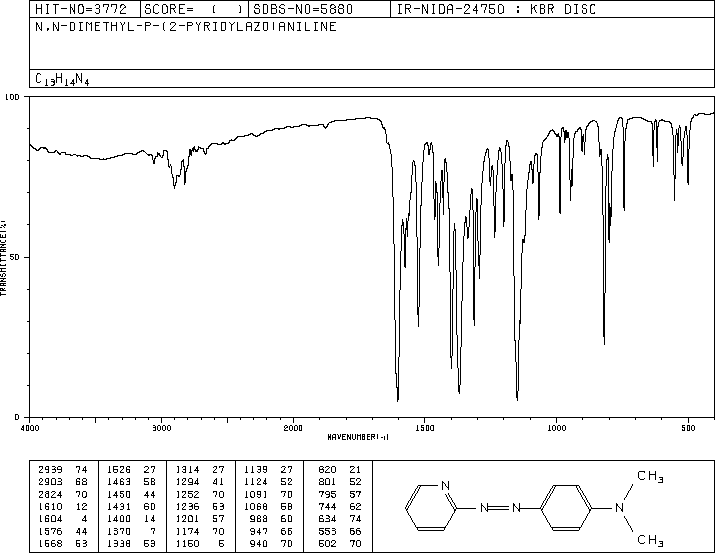 HIT-NO=3772 SCORE= ( ) SDBS-NO=5880 IR-NIDA-24750 : KBR DISC
N,N-DIMETHYL-P-(2-PYRIDYLAZO)ANILINE
C13H14N4
100
50
0
TRANSMITTANCE(%)
4000 3000 2000 1500 1000 500
WAVENUMBER(-1)
2939 74 1526 27 1314 27 1139 27 820 21
2903 68 1463 58 1294 41 1124 52 801 52
2824 70 1450 44 1252 70 1091 70 795 57
1610 12 1431 60 1236 53 1068 58 744 62
1604 4 1400 14 1201 57 988 60 634 74
1576 44 1370 7 1174 70 947 66 553 66
1568 53 1338 53 1150 5 940 70 502 70
N
N
N
N
CH3
CH3